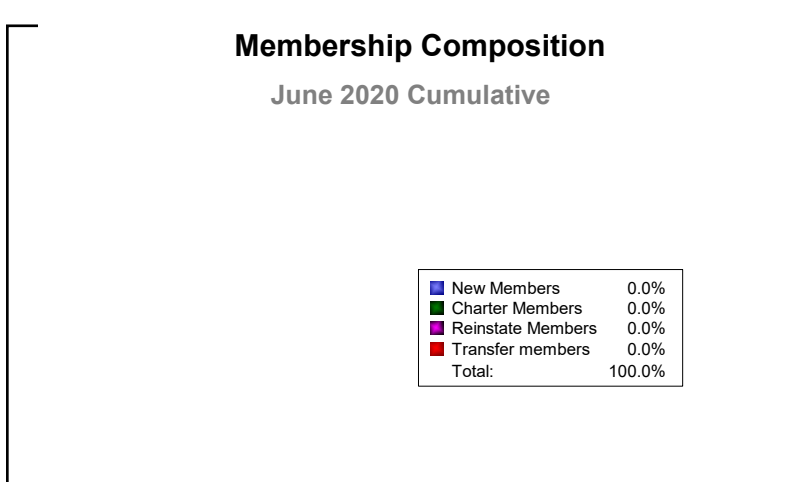 Membership Composition
June 2020 Cumulative
New Members 0.0%
Charter Members 0.0%
Reinstate Members 0.0%
Transfer members 0.0%
Total: 100.0%